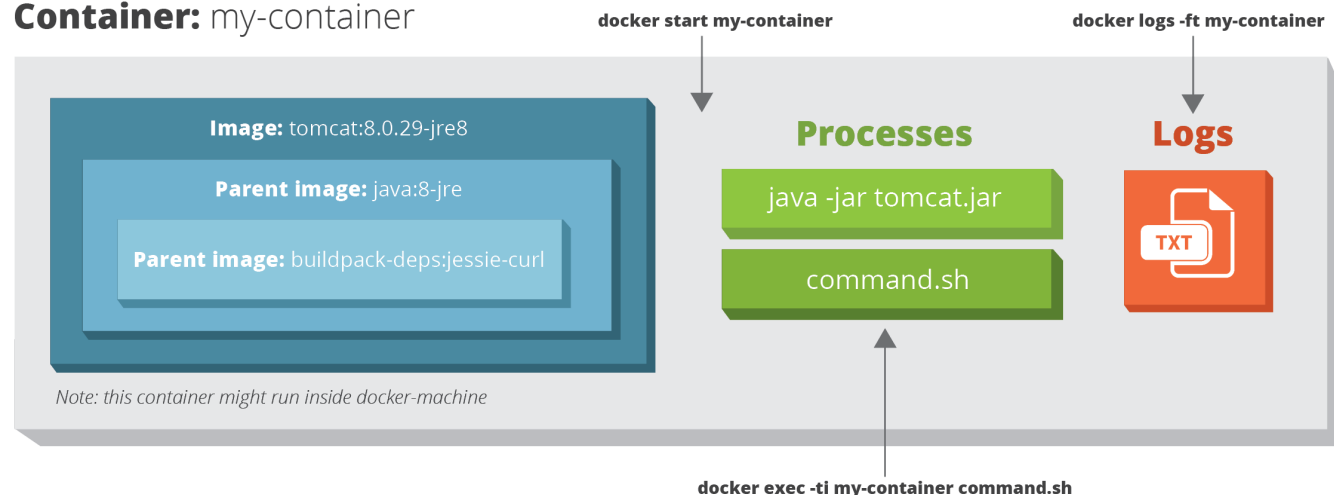 Container: my-container
docker start my-container
docker logs -ft my-container
Image: tomcat:8.0.29-jre8
Parent image: java:8-jre
Parent image: buildpack-deps:jessie-curl
Note: this container might run inside docker-machine
Processes
java -jar tomcat.jar
command.sh
Logs
TXT
docker exec -ti my-container command.sh